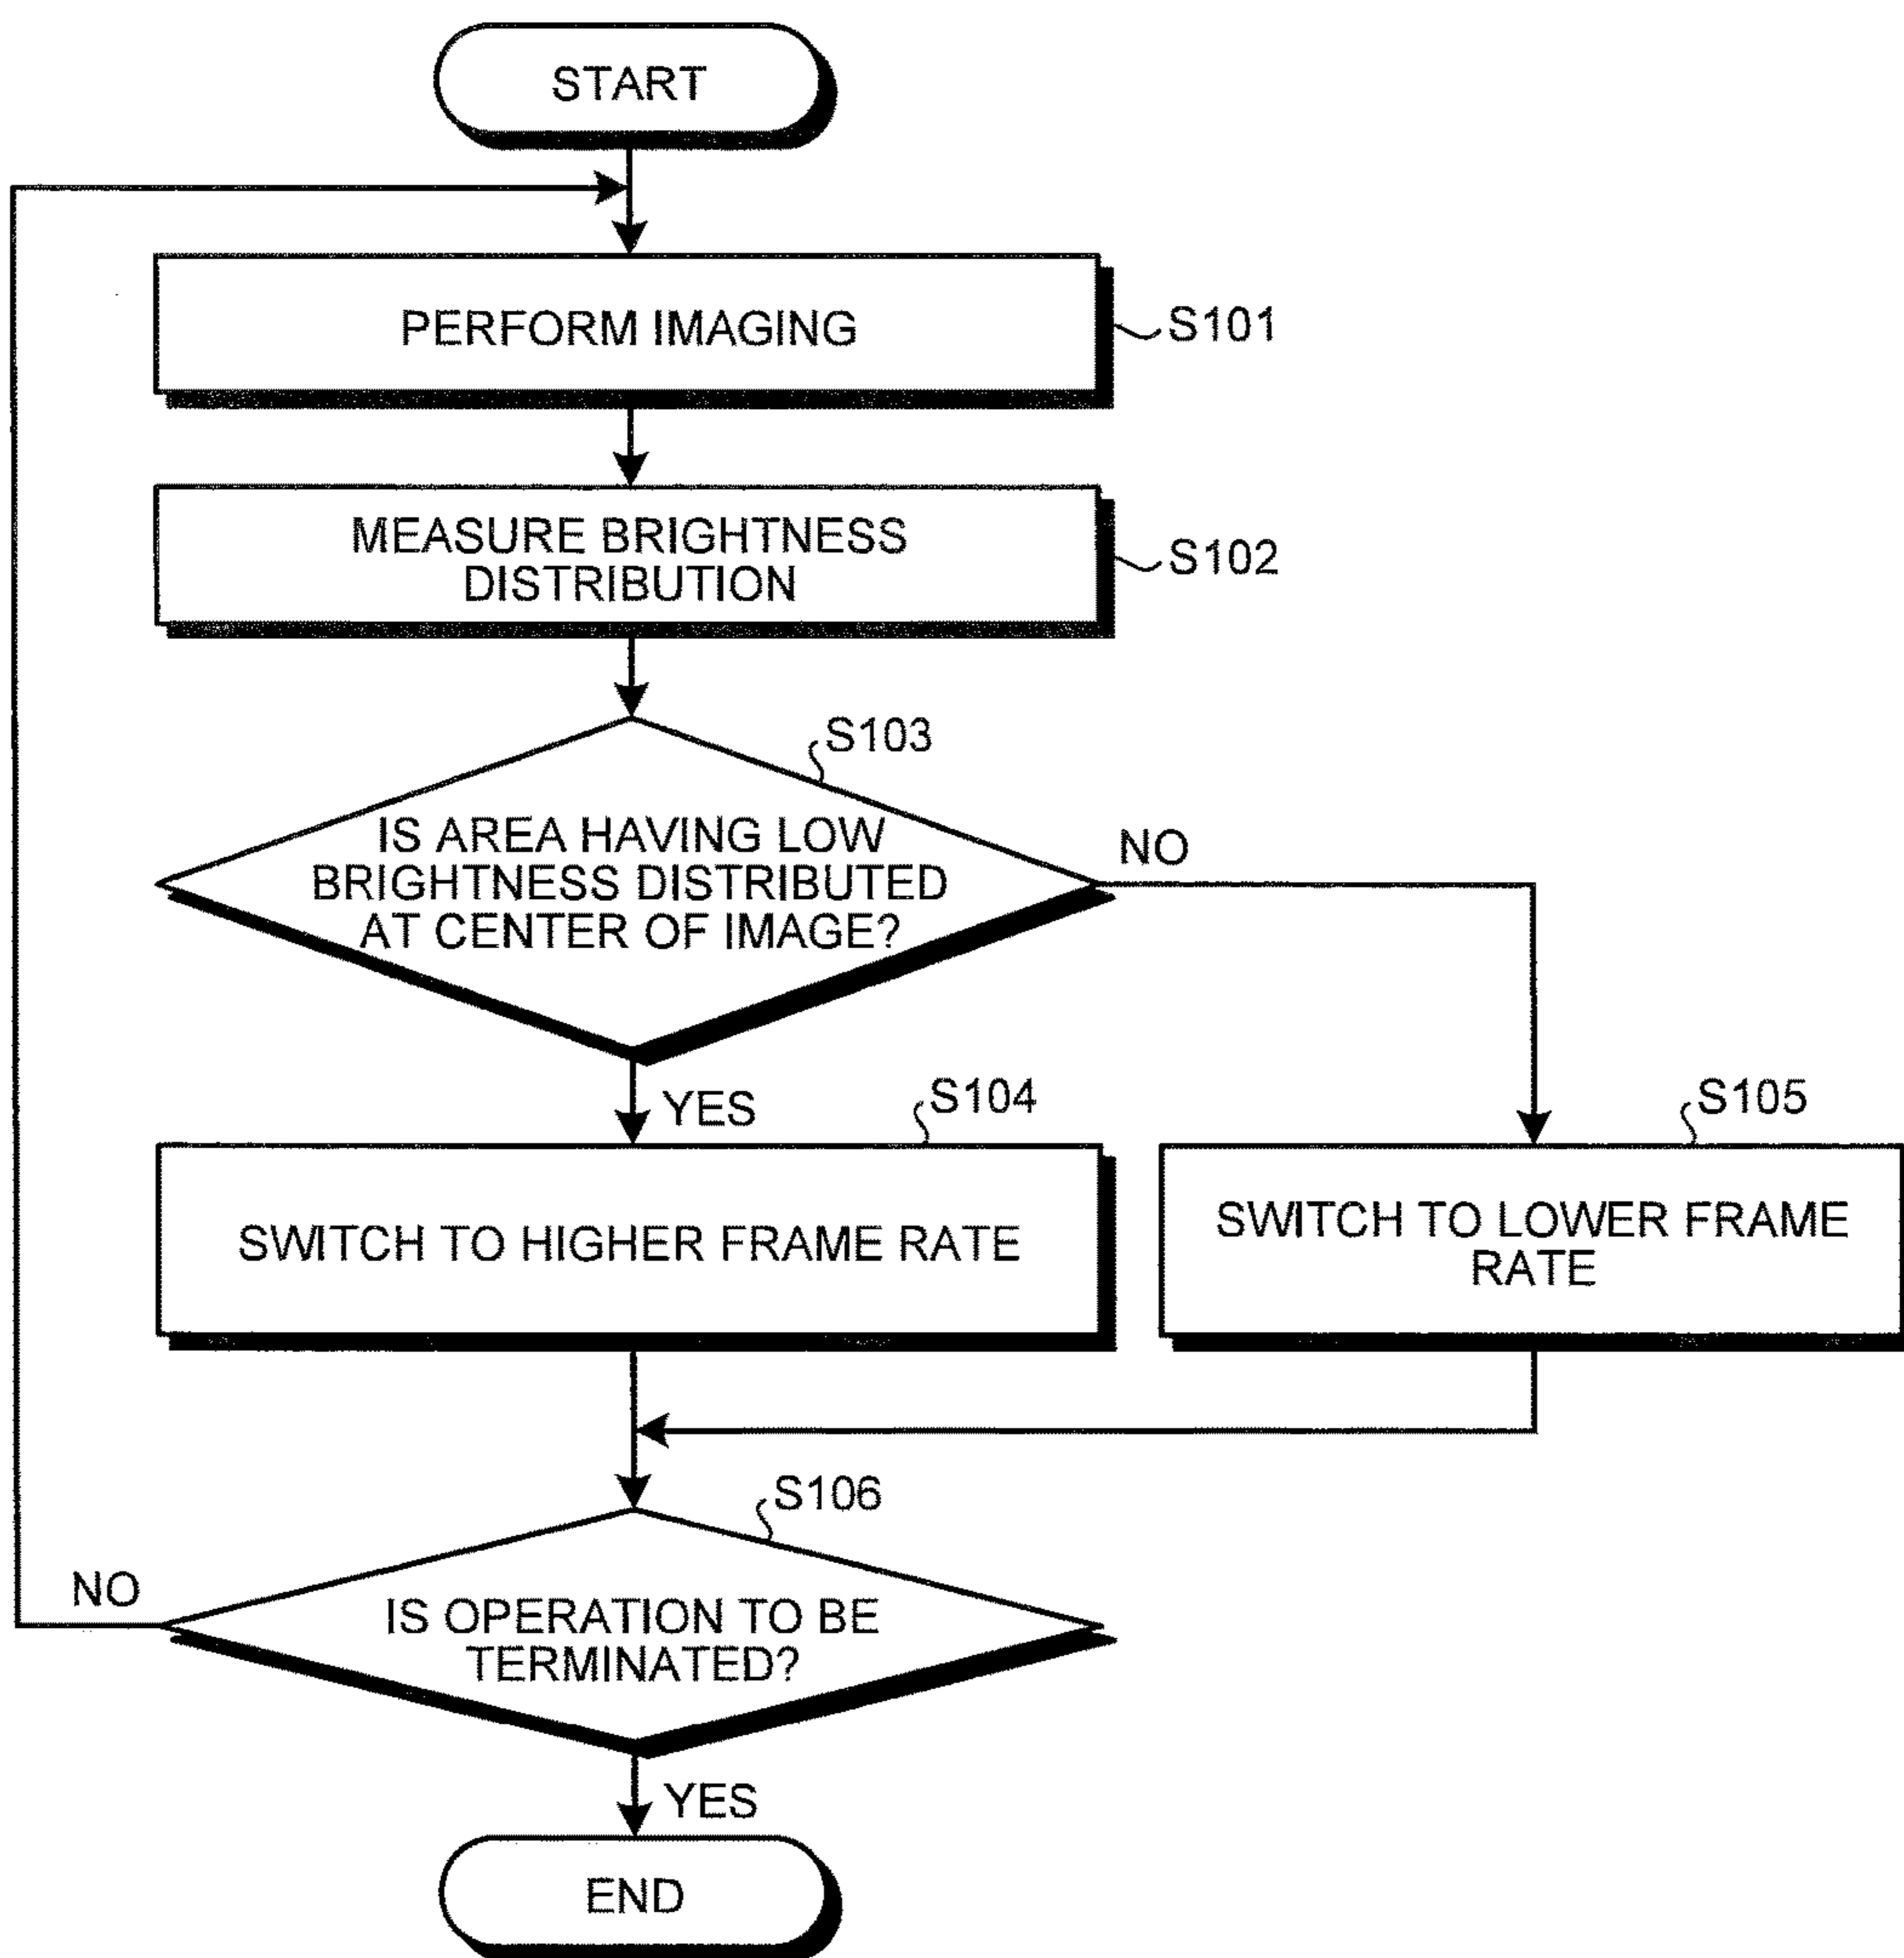 START
PERFORM IMAGING
S101
MEASURE BRIGHTNESS
DISTRIBUTION
S102
S103
IS AREA HAVING LOW
BRIGHTNESS DISTRIBUTED
AT CENTER OF IMAGE?
NO
YES
S104
S105
SWITCH TO HIGHER FRAME RATE
SWITCH TO LOWER FRAME
RATE
S106
NO
IS OPERATION TO BE
TERMINATED?
YES
END